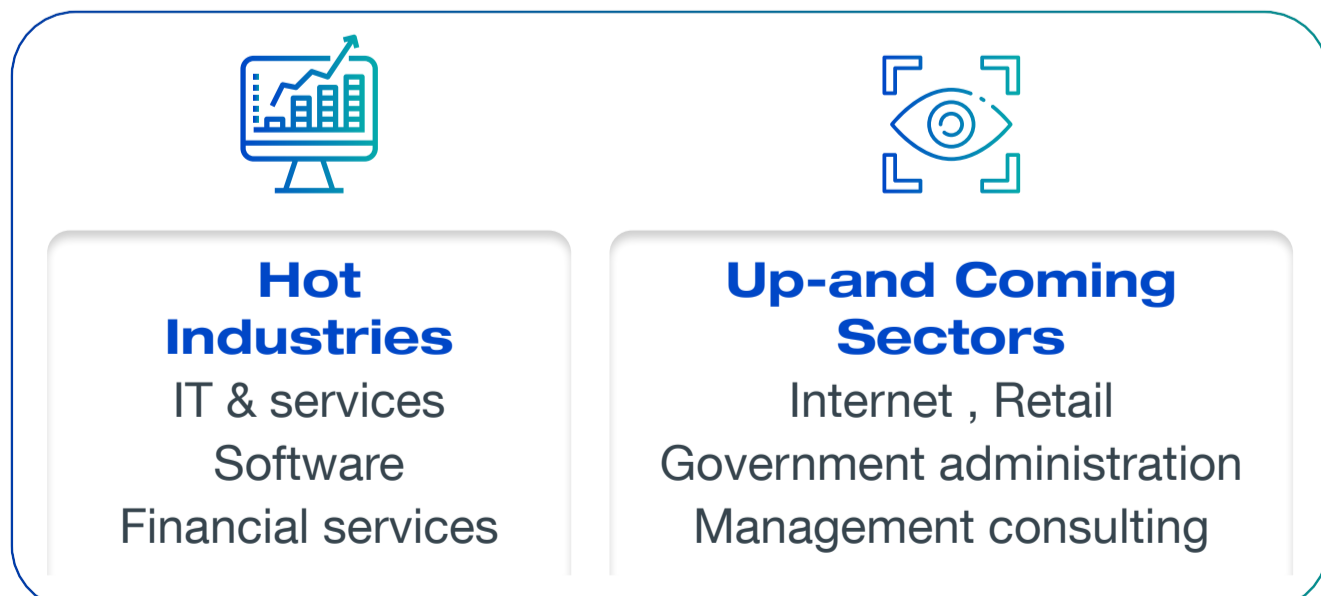 Hot
Industries
IT & services
Software
Financial services
Up-and Coming
Sectors
Internet , Retail
Government administration
Management consulting